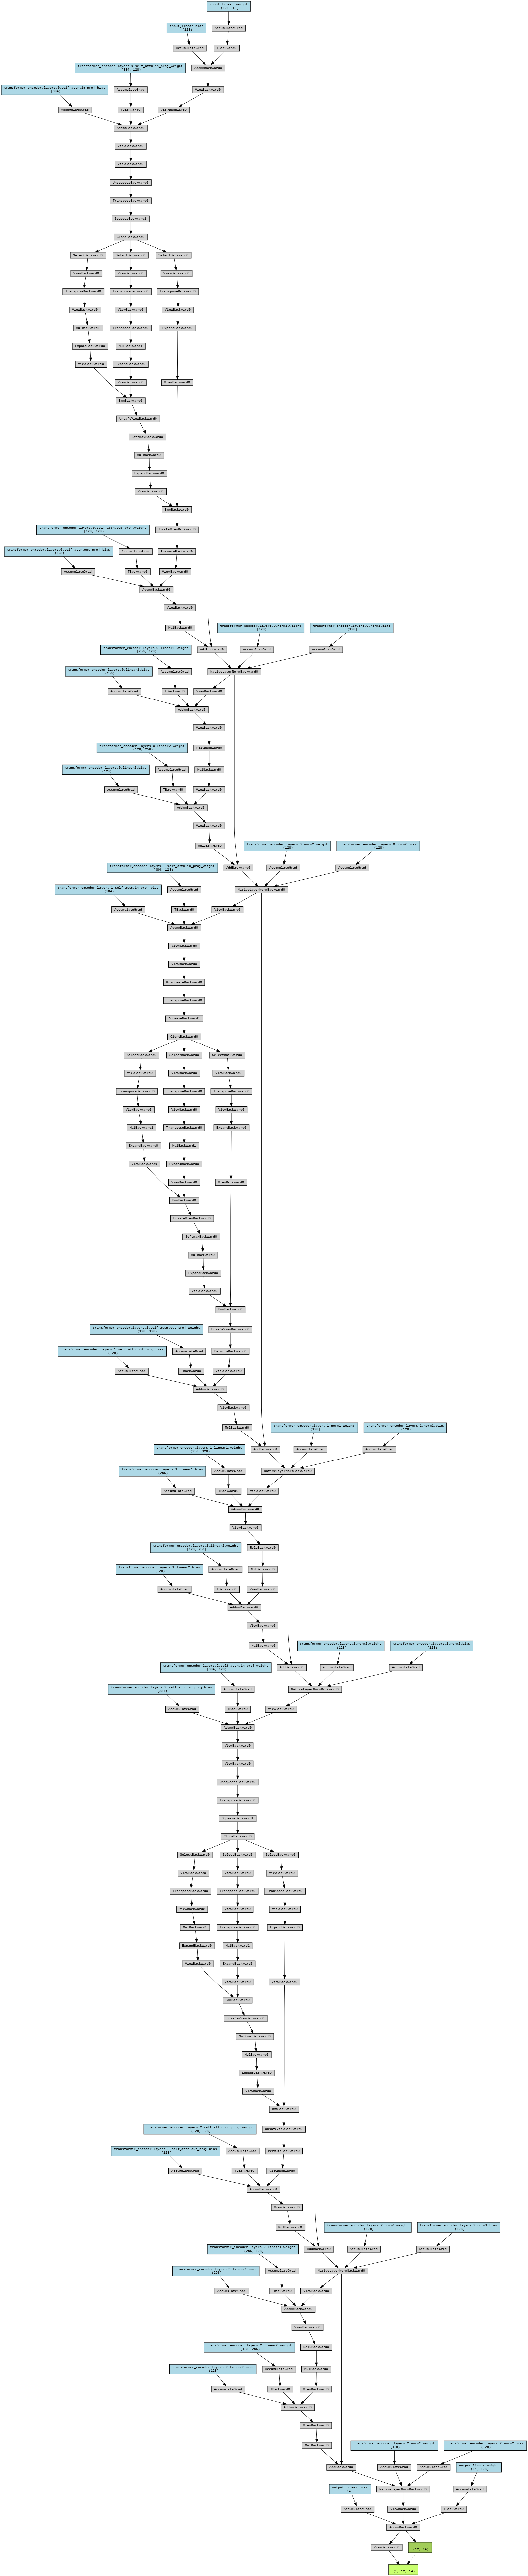 input_linear.weight
(128, 12)
input_linear.bias
(128)
AccumulateGrad
AccumulateGrad
TBackward0
AddmmBackward0
transformer_encoder.layers.0.self_attn.in_proj_weight
(384, 128)
transformer_encoder.layers.0.self_attn.in_proj_bias
(384)
AccumulateGrad
ViewBackward0
AccumulateGrad
TBackward0
ViewBackward0
AddmmBackward0
ViewBackward0
ViewBackward0
UnsqueezeBackward0
TransposeBackward0
SqueezeBackward1
CloneBackward0
SelectBackward0
SelectBackward0
SelectBackward0
ViewBackward0
ViewBackward0
ViewBackward0
TransposeBackward0
TransposeBackward0
TransposeBackward0
ViewBackward0
ViewBackward0
ViewBackward0
MulBackward1
TransposeBackward0
ExpandBackward0
ExpandBackward0
MulBackward1
ViewBackward0
ExpandBackward0
ViewBackward0
ViewBackward0
BmmBackward0
UnsafeViewBackward0
SoftmaxBackward0
MulBackward0
ExpandBackward0
ViewBackward0
BmmBackward0
transformer_encoder.layers.0.self_attn.out_proj.weight
(128, 128)
UnsafeViewBackward0
transformer_encoder.layers.0.self_attn.out_proj.bias
(128)
AccumulateGrad
PermuteBackward0
AccumulateGrad
TBackward0
ViewBackward0
AddmmBackward0
ViewBackward0
MulBackward0
transformer_encoder.layers.0.norm1.weight
(128)
transformer_encoder.layers.0.norm1.bias
(128)
transformer_encoder.layers.0.linear1.weight
(256, 128)
AddBackward0
AccumulateGrad
AccumulateGrad
transformer_encoder.layers.0.linear1.bias
(256)
AccumulateGrad
NativeLayerNormBackward0
AccumulateGrad
TBackward0
ViewBackward0
AddmmBackward0
ViewBackward0
transformer_encoder.layers.0.linear2.weight
(128, 256)
ReluBackward0
transformer_encoder.layers.0.linear2.bias
(128)
AccumulateGrad
MulBackward0
AccumulateGrad
TBackward0
ViewBackward0
AddmmBackward0
ViewBackward0
MulBackward0
transformer_encoder.layers.0.norm2.weight
(128)
transformer_encoder.layers.0.norm2.bias
(128)
transformer_encoder.layers.1.self_attn.in_proj_weight
(384, 128)
AddBackward0
AccumulateGrad
AccumulateGrad
transformer_encoder.layers.1.self_attn.in_proj_bias
(384)
AccumulateGrad
NativeLayerNormBackward0
AccumulateGrad
TBackward0
ViewBackward0
AddmmBackward0
ViewBackward0
ViewBackward0
UnsqueezeBackward0
TransposeBackward0
SqueezeBackward1
CloneBackward0
SelectBackward0
SelectBackward0
SelectBackward0
ViewBackward0
ViewBackward0
ViewBackward0
TransposeBackward0
TransposeBackward0
TransposeBackward0
ViewBackward0
ViewBackward0
ViewBackward0
MulBackward1
TransposeBackward0
ExpandBackward0
ExpandBackward0
MulBackward1
ViewBackward0
ExpandBackward0
ViewBackward0
ViewBackward0
BmmBackward0
UnsafeViewBackward0
SoftmaxBackward0
MulBackward0
ExpandBackward0
ViewBackward0
BmmBackward0
transformer_encoder.layers.1.self_attn.out_proj.weight
(128, 128)
UnsafeViewBackward0
transformer_encoder.layers.1.self_attn.out_proj.bias
(128)
AccumulateGrad
PermuteBackward0
AccumulateGrad
TBackward0
ViewBackward0
AddmmBackward0
ViewBackward0
MulBackward0
transformer_encoder.layers.1.norm1.weight
(128)
transformer_encoder.layers.1.norm1.bias
(128)
transformer_encoder.layers.1.linear1.weight
(256, 128)
AddBackward0
AccumulateGrad
AccumulateGrad
transformer_encoder.layers.1.linear1.bias
(256)
AccumulateGrad
NativeLayerNormBackward0
AccumulateGrad
TBackward0
ViewBackward0
AddmmBackward0
ViewBackward0
transformer_encoder.layers.1.linear2.weight
(128, 256)
ReluBackward0
transformer_encoder.layers.1.linear2.bias
(128)
AccumulateGrad
MulBackward0
AccumulateGrad
TBackward0
ViewBackward0
AddmmBackward0
ViewBackward0
MulBackward0
transformer_encoder.layers.1.norm2.weight
(128)
transformer_encoder.layers.1.norm2.bias
(128)
transformer_encoder.layers.2.self_attn.in_proj_weight
(384, 128)
AddBackward0
AccumulateGrad
AccumulateGrad
transformer_encoder.layers.2.self_attn.in_proj_bias
(384)
AccumulateGrad
NativeLayerNormBackward0
AccumulateGrad
TBackward0
ViewBackward0
AddmmBackward0
ViewBackward0
ViewBackward0
UnsqueezeBackward0
TransposeBackward0
SqueezeBackward1
CloneBackward0
SelectBackward0
SelectBackward0
SelectBackward0
ViewBackward0
ViewBackward0
ViewBackward0
TransposeBackward0
TransposeBackward0
TransposeBackward0
ViewBackward0
ViewBackward0
ViewBackward0
MulBackward1
TransposeBackward0
ExpandBackward0
ExpandBackward0
MulBackward1
ViewBackward0
ExpandBackward0
ViewBackward0
ViewBackward0
BmmBackward0
UnsafeViewBackward0
SoftmaxBackward0
MulBackward0
ExpandBackward0
ViewBackward0
BmmBackward0
transformer_encoder.layers.2.self_attn.out_proj.weight
(128, 128)
UnsafeViewBackward0
transformer_encoder.layers.2.self_attn.out_proj.bias
(128)
AccumulateGrad
PermuteBackward0
AccumulateGrad
TBackward0
ViewBackward0
AddmmBackward0
ViewBackward0
MulBackward0
transformer_encoder.layers.2.norm1.weight
(128)
transformer_encoder.layers.2.norm1.bias
(128)
transformer_encoder.layers.2.linear1.weight
(256, 128)
AddBackward0
AccumulateGrad
AccumulateGrad
transformer_encoder.layers.2.linear1.bias
(256)
AccumulateGrad
NativeLayerNormBackward0
AccumulateGrad
TBackward0
ViewBackward0
AddmmBackward0
ViewBackward0
transformer_encoder.layers.2.linear2.weight
(128, 256)
ReluBackward0
transformer_encoder.layers.2.linear2.bias
(128)
AccumulateGrad
MulBackward0
AccumulateGrad
TBackward0
ViewBackward0
AddmmBackward0
ViewBackward0
MulBackward0
transformer_encoder.layers.2.norm2.weight
(128)
transformer_encoder.layers.2.norm2.bias
(128)
AddBackward0
AccumulateGrad
AccumulateGrad
output_linear.weight
output_linear.bias
NativeLayerNormBackward0
AccumulateGrad
AccumulateGrad
ViewBackward0
TBackward0
AddmmBackward0
ViewBackward0